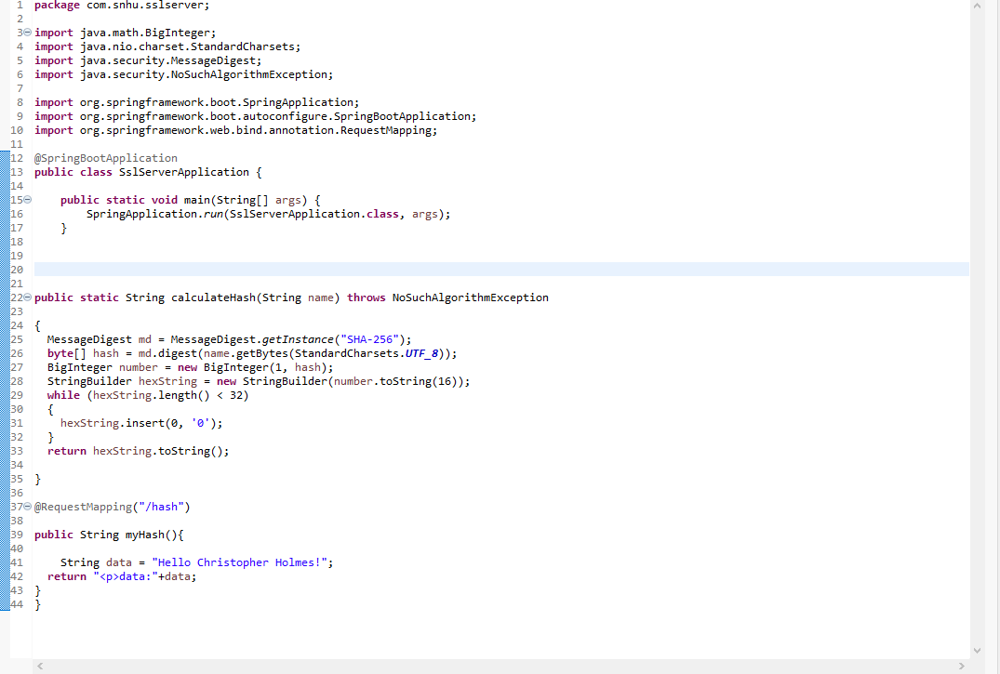 1 package com.snhu.sslserver;
2
3 import java.math.BigInteger;
4 import java.nio.charset.StandardCharsets;
5 import java.security.MessageDigest;
6 import java.security.NoSuchAlgorithmException;
7
8 import org.springframework.boot.SpringApplication;
9 import org.springframework.boot.autoconfigure.SpringBootApplication;
10 import org.springframework.web.bind.annotation.RequestMapping;
11
12 @SpringBootApplication
13 public class SslServerApplication {
14
15     public static void main(String[] args) {
16         SpringApplication.run(SslServerApplication.class, args);
17     }
18
19
20
21
22 public static String calculateHash(String name) throws NoSuchAlgorithmException
23
24 {
25   MessageDigest md = MessageDigest.getInstance("SHA-256");
26   byte[] hash = md.digest(name.getBytes(StandardCharsets.UTF_8));
27   BigInteger number = new BigInteger(1, hash);
28   StringBuilder hexString = new StringBuilder(number.toString(16));
29   while (hexString.length() < 32)
30   {
31     hexString.insert(0, '0');
32   }
33   return hexString.toString();
34
35 }
36
37 @RequestMapping("/hash")
38
39 public String myHash(){
40
41     String data = "Hello Christopher Holmes!";
42   return "<p>data:"+data;
43 }
44 }